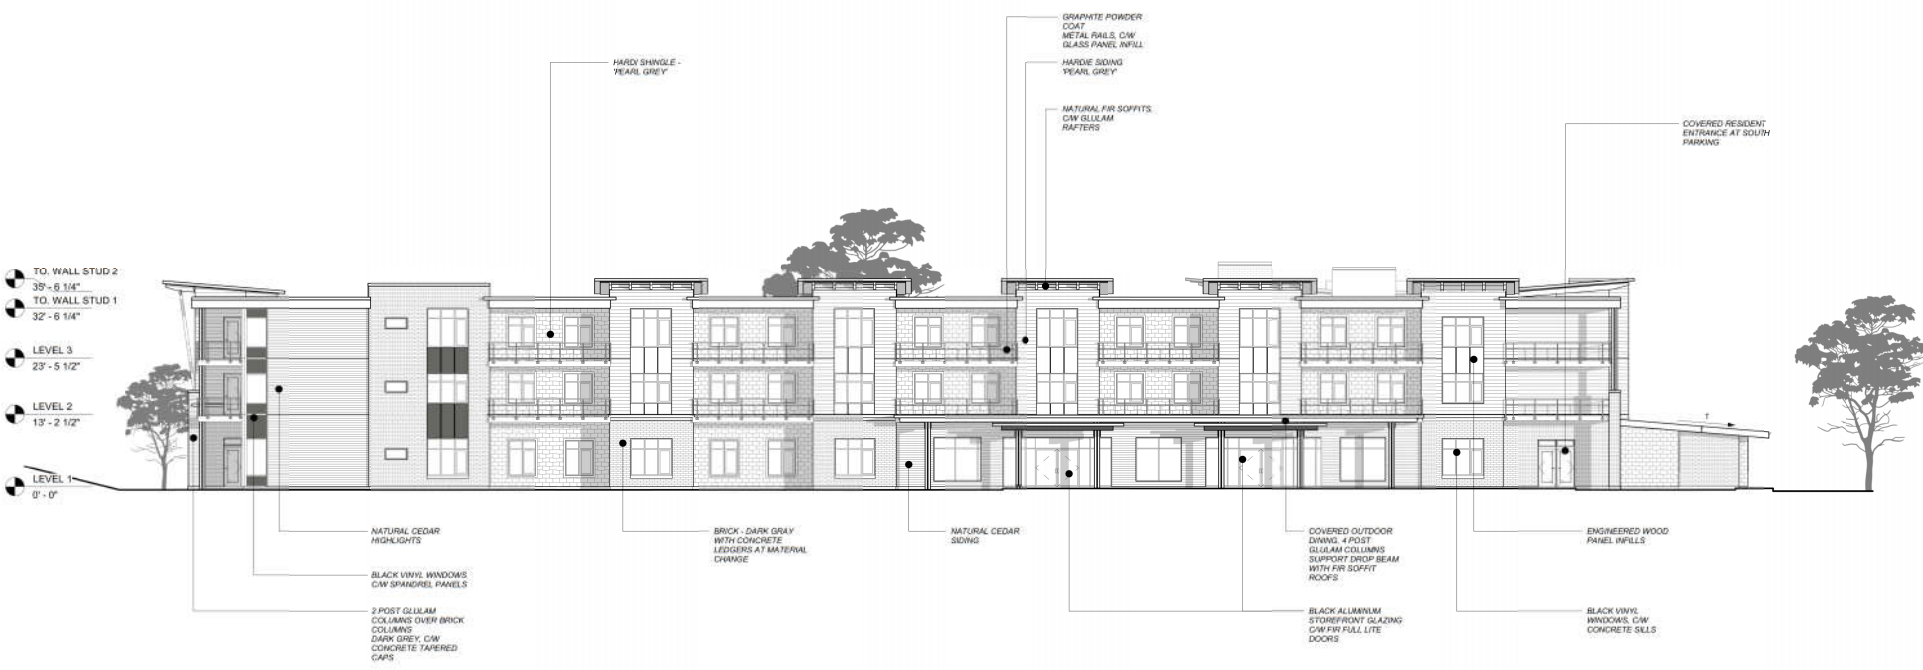 GRAPHITE POWDER
COAT
METAL RAILS, C/W
GLASS PANEL INFILL
HARDI SHINGLE -
'PEARL GREY'
HARDIE SIDING
'PEARL GREY'
NATURAL FIR SOFFITS,
C/W GLULAM
RAFTERS
COVERED RESIDENT
ENTRANCE AT SOUTH
PARKING
TO. WALL STUD 2
35' - 6 1/4"
TO. WALL STUD 1
32' - 6 1/4"
LEVEL 3
23' - 5 1/2"
LEVEL 2
13' - 2 1/2"
LEVEL 1
0' - 0"
NATURAL CEDAR
HIGHLIGHTS
BLACK VINYL WINDOWS
C/W SPANDREL PANELS
2 POST GLULAM
COLUMNS OVER BRICK
COLUMNS
DARK GREY, C/W
CONCRETE TAPERED
CAPS
BRICK - DARK GRAY
WITH CONCRETE
LEDGERS AT MATERIAL
CHANGE
NATURAL CEDAR
SIDING
COVERED OUTDOOR
DINING. 4 POST
GLULAM COLUMNS
SUPPORT DROP BEAM
WITH FIR SOFFIT
ROOFS
BLACK ALUMINUM
STOREFRONT GLAZING
C/W FIR FULL LITE
DOORS
ENGINEERED WOOD
PANEL INFILLS
BLACK VINYL
WINDOWS, C/W
CONCRETE SILLS